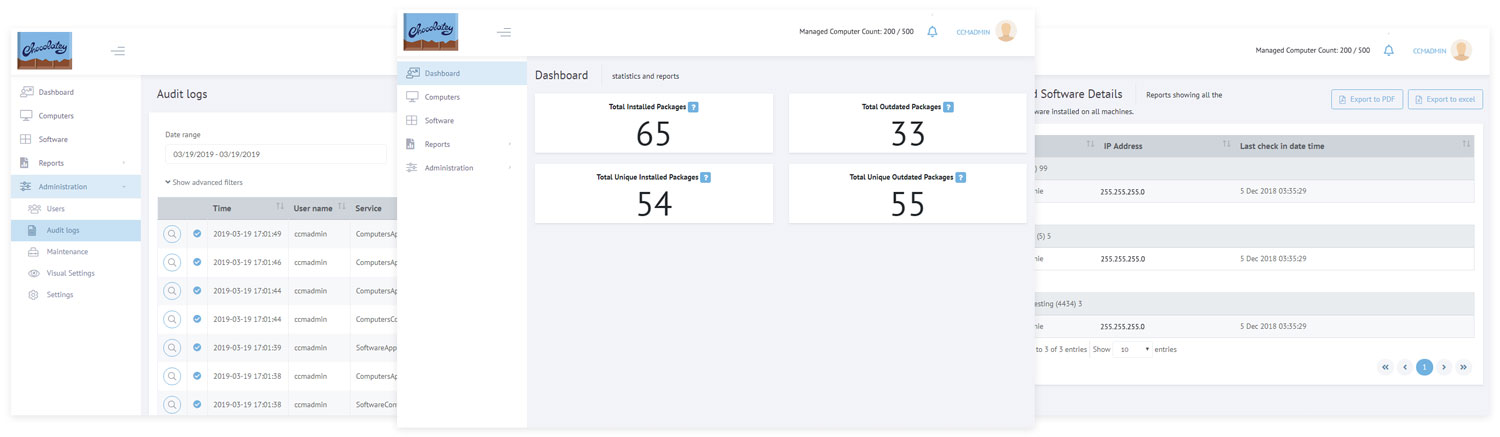 Chocolatey
Dashboard
Computers
Software
Reports
Administration
Users
Audit logs
Maintenance
Visual Settings
Settings
Audit logs
Date range
03/19/2019 - 03/19/2019
Show advanced filters
Time User name Service
2019-03-19 17:01:49 ccmadmin ComputersAp
2019-03-19 17:01:46 ccmadmin ComputersAp
2019-03-19 17:01:44 ccmadmin ComputersAp
2019-03-19 17:01:44 ccmadmin ComputersCo
2019-03-19 17:01:39 ccmadmin SoftwareApp
2019-03-19 17:01:38 ccmadmin ComputersAp
2019-03-19 17:01:38 ccmadmin SoftwareCon
Chocolatey
Managed Computer Count: 200 / 500 CCMADMIN
Dashboard
Computers
Software
Reports
Administration
Dashboard statistics and reports
Total Installed Packages ?
65
Total Outdated Packages ?
33
Total Unique Installed Packages ?
54
Total Unique Outdated Packages ?
55
Managed Computer Count: 200 / 500 CCMADMIN
d Software Details Reports showing all the
ware installed on all machines.
Export to PDF Export to excel
IP Address Last check in date time
) 99
nie 255.255.255.0 5 Dec 2018 03:35:29
(5) 5
nie 255.255.255.0 5 Dec 2018 03:35:29
esting (4434) 3
nie 255.255.255.0 5 Dec 2018 03:35:29
to 3 of 3 entries Show 10 entries
« ‹ 1 › »